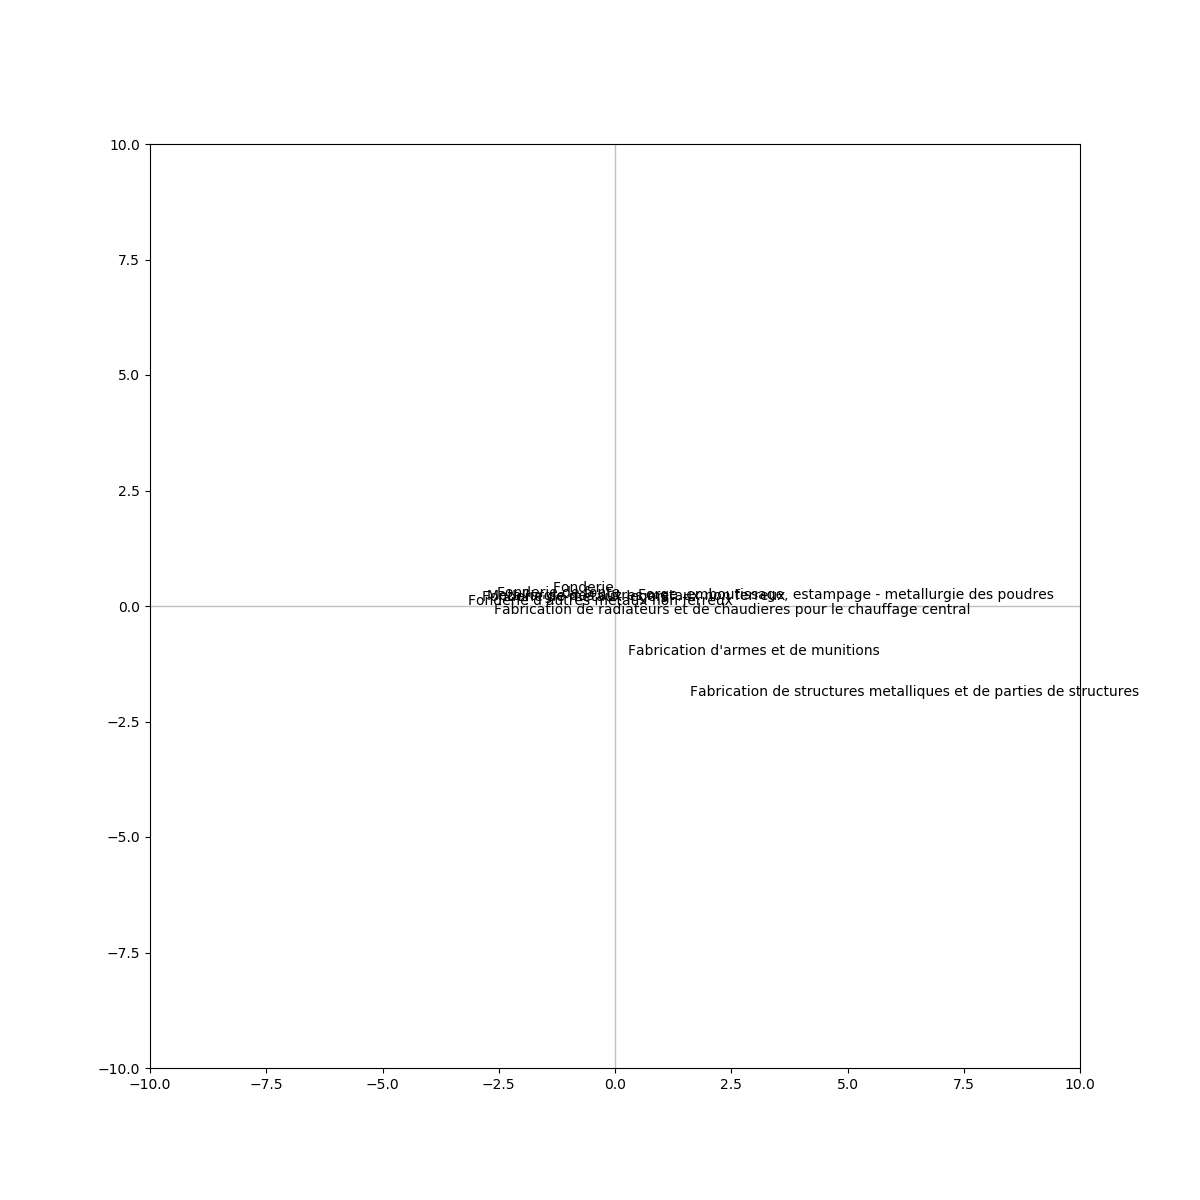 10.0
7.5
5.0
2.5
Fonderie
Fonderie de fonte
Forge, emboutissage, estampage - metallurgie des poudres
Fonderie d'autres metaux non ferreux
0.0
Fabrication de radiateurs et de chaudieres pour le chauffage central
Fabrication d'armes et de munitions
Fabrication de structures metalliques et de parties de structures
−2.5
−5.0
−7.5
−10.0
−10.0 −7.5 −5.0 −2.5 0.0 2.5 5.0 7.5 10.0